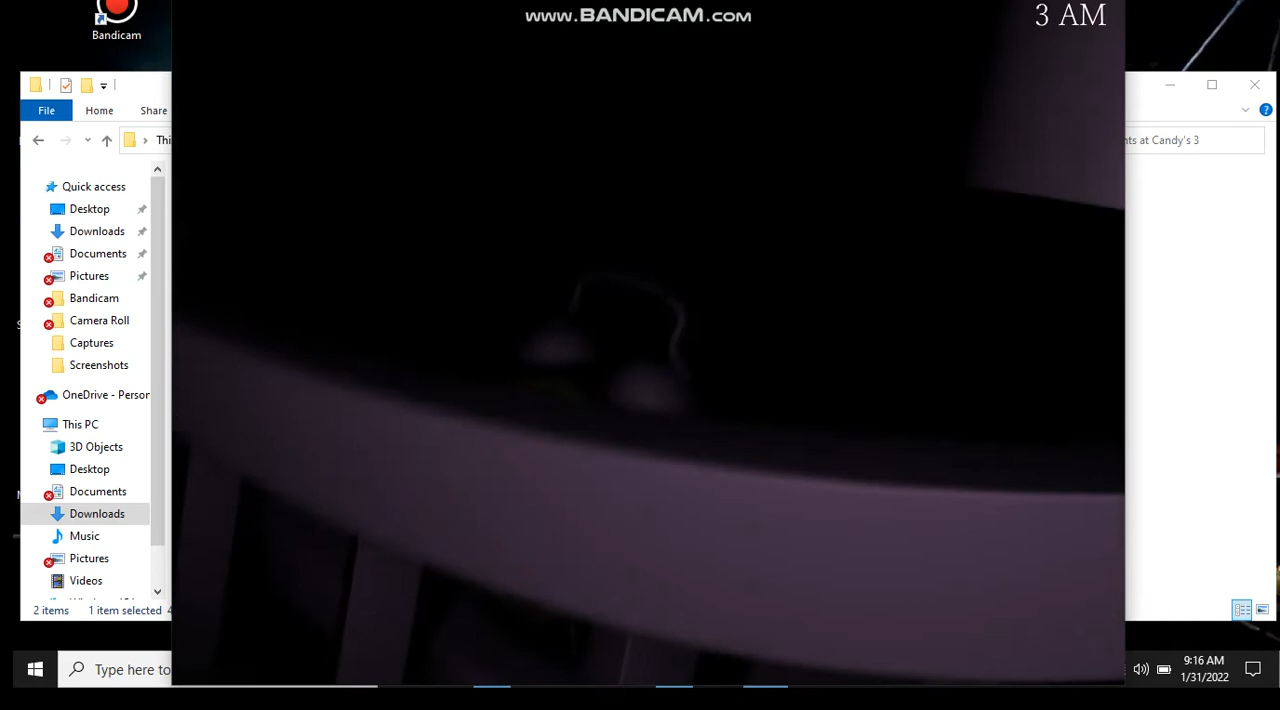 www.BANDICAM.com
3 AM
Bandicam
File
Home
Share
Thi
nts at Candy's 3
Quick access
Desktop
Downloads
Documents
Pictures
Bandicam
Camera Roll
Captures
Screenshots
OneDrive - Person
This PC
3D Objects
Desktop
Documents
Downloads
Music
Pictures
Videos
2 items
1 item selected
Type here to
9:16 AM
1/31/2022